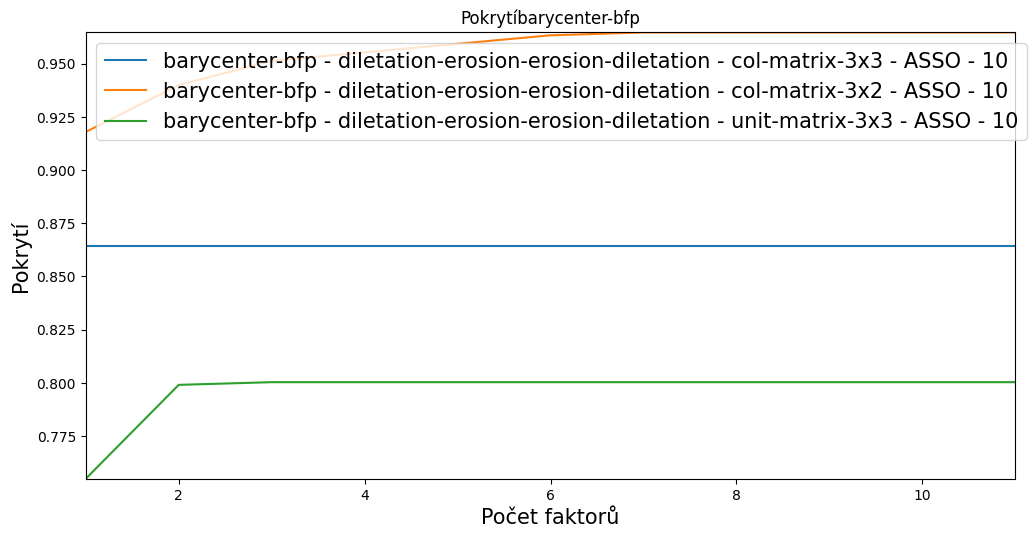 Pokrytíbarycenter-bfp
barycenter-bfp - diletation-erosion-erosion-diletation - col-matrix-3x3 - ASSO - 10
barycenter-bfp - diletation-erosion-erosion-diletation - col-matrix-3x2 - ASSO - 10
barycenter-bfp - diletation-erosion-erosion-diletation - unit-matrix-3x3 - ASSO - 10
Pokrytí
0.950
0.925
0.900
0.875
0.850
0.825
0.800
0.775
2 4 6 8 10
Počet faktorů